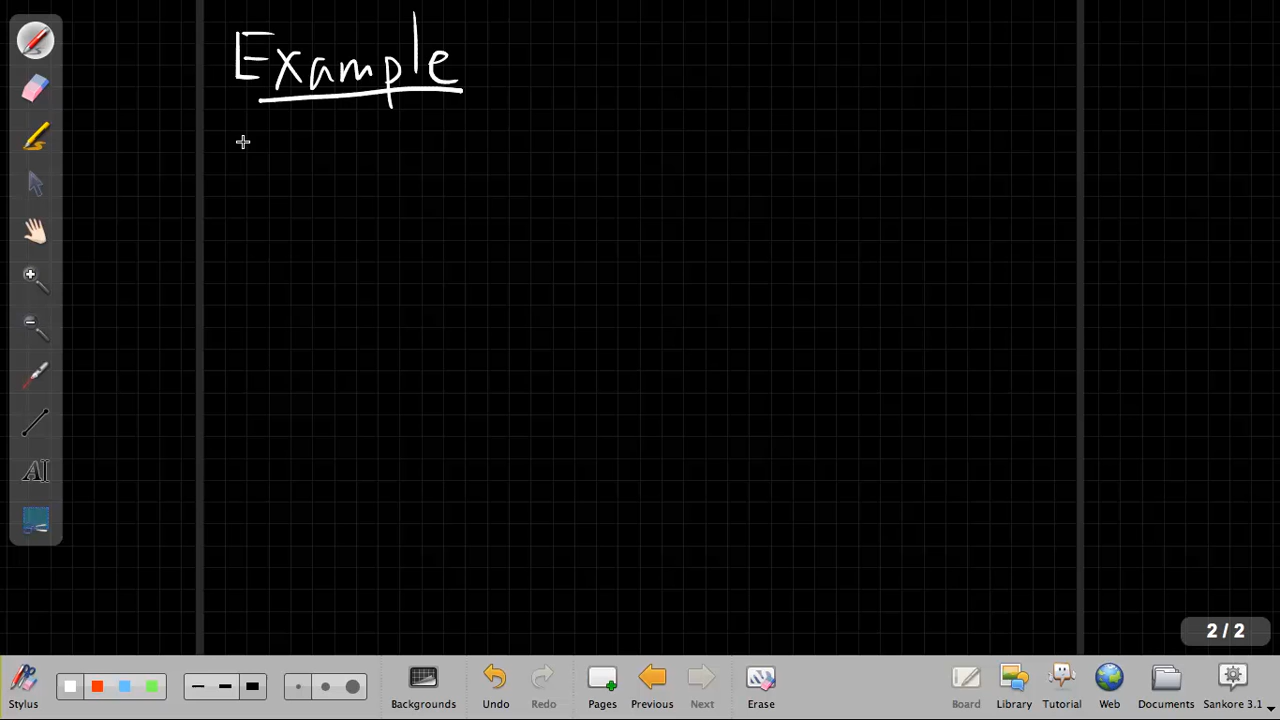 Example
AI
2 / 2
Stylus Backgrounds Undo Redo Pages Previous Next Erase Board Library Tutorial Web Documents Sankore 3.1